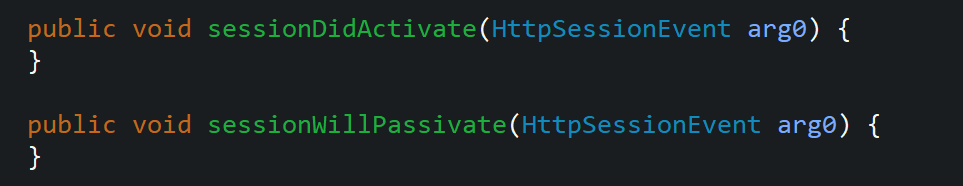 public void sessionDidActivate(HttpSessionEvent arg0) {
}
public void sessionWillPassivate(HttpSessionEvent arg0) {
}